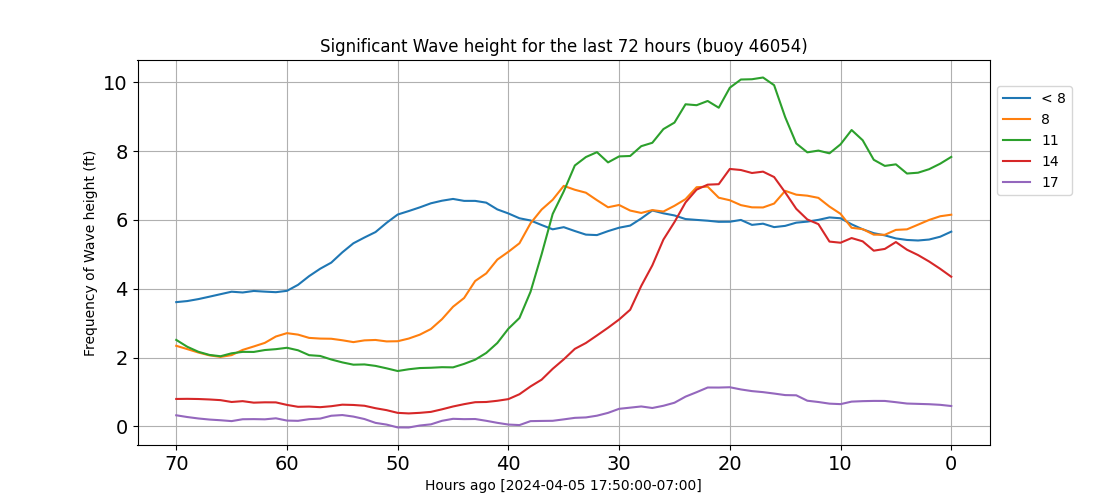 Significant Wave height for the last 72 hours (buoy 46054)
Frequency of Wave height (ft)
10
8
6
4
2
0
70 60 50 40 30 20 10 0
Hours ago [2024-04-05 17:50:00-07:00]
< 8
8
11
14
17